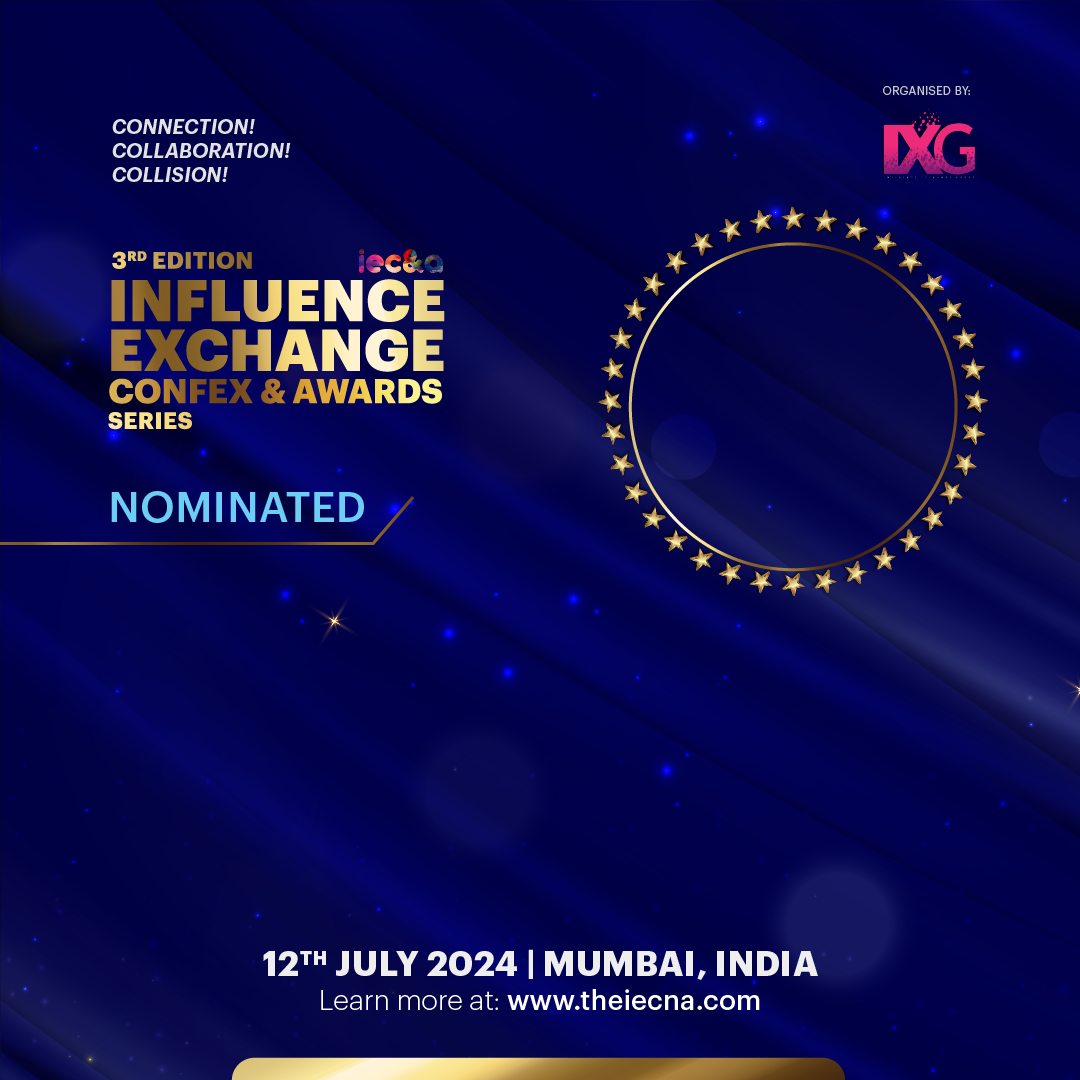 CONNECTION!
COLLABORATION!
COLLISION!
ORGANISED BY:
IXG
3RD EDITION
iec&a
INFLUENCE
EXCHANGE
CONFEX & AWARDS
SERIES
NOMINATED
12TH JULY 2024 | MUMBAI, INDIA
Learn more at: www.theiecna.com